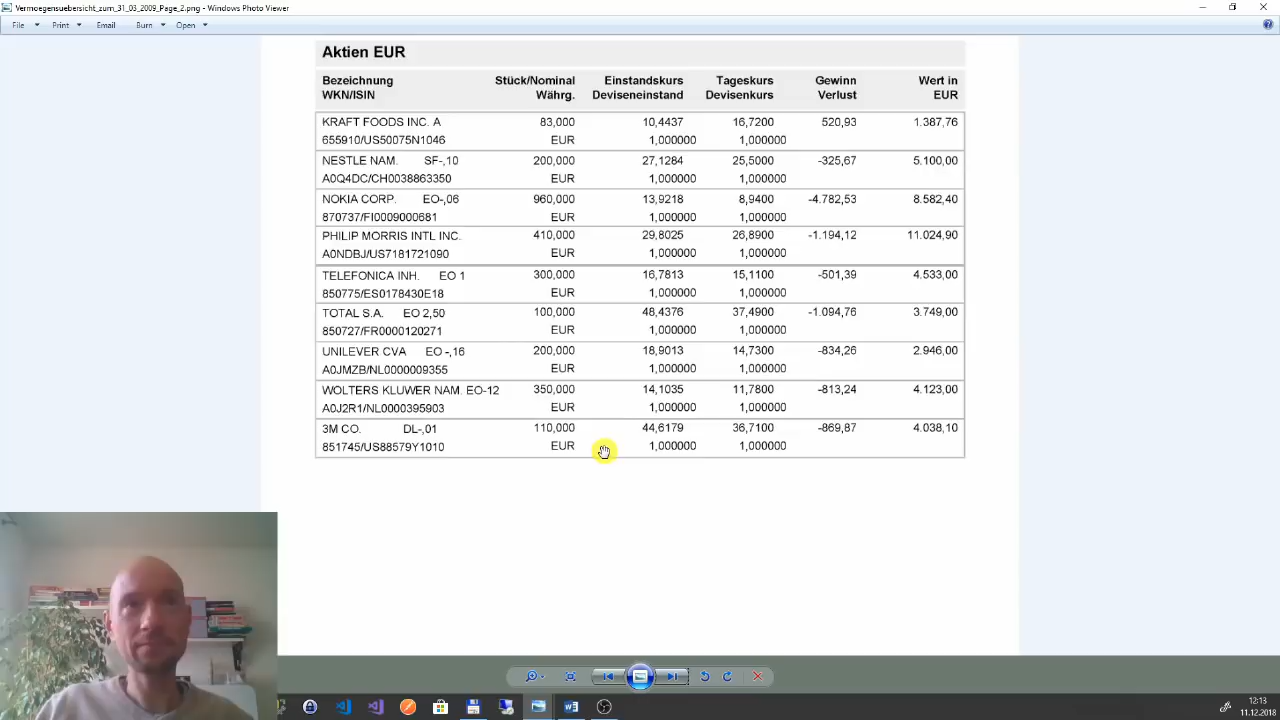 Vermoegensuebersicht_zum_31_03_2009_Page_2.png - Windows Photo Viewer
File Print Email Burn Open
Aktien EUR
Bezeichnung Stück/Nominal Einstandskurs Tageskurs Gewinn Wert in
WKN/ISIN Währg. Deviseneinstand Devisenkurs Verlust EUR
KRAFT FOODS INC. A 83,000 10,4437 16,7200 520,93 1.387,76
655910/US50075N1046 EUR 1,000000 1,000000
NESTLE NAM. SF-,10 200,000 27,1284 25,5000 -325,67 5.100,00
A0Q4DC/CH0038863350 EUR 1,000000 1,000000
NOKIA CORP. EO-,06 960,000 13,9218 8,9400 -4.782,53 8.582,40
870737/FI0009000681 EUR 1,000000 1,000000
PHILIP MORRIS INTL INC. 410,000 29,8025 26,8900 -1.194,12 11.024,90
A0NDBJ/US7181721090 EUR 1,000000 1,000000
TELEFONICA INH. EO 1 300,000 16,7813 15,1100 -501,39 4.533,00
850775/ES0178430E18 EUR 1,000000 1,000000
TOTAL S.A. EO 2,50 100,000 48,4376 37,4900 -1.094,76 3.749,00
850727/FR0000120271 EUR 1,000000 1,000000
UNILEVER CVA EO -,16 200,000 18,9013 14,7300 -834,26 2.946,00
A0JMZB/NL0000009355 EUR 1,000000 1,000000
WOLTERS KLUWER NAM. EO-12 350,000 14,1035 11,7800 -813,24 4.123,00
A0J2R1/NL0000395903 EUR 1,000000 1,000000
3M CO. DL-,01 110,000 44,6179 36,7100 -869,87 4.038,10
851745/US88579Y1010 EUR 1,000000 1,000000
12:13
11.12.2018